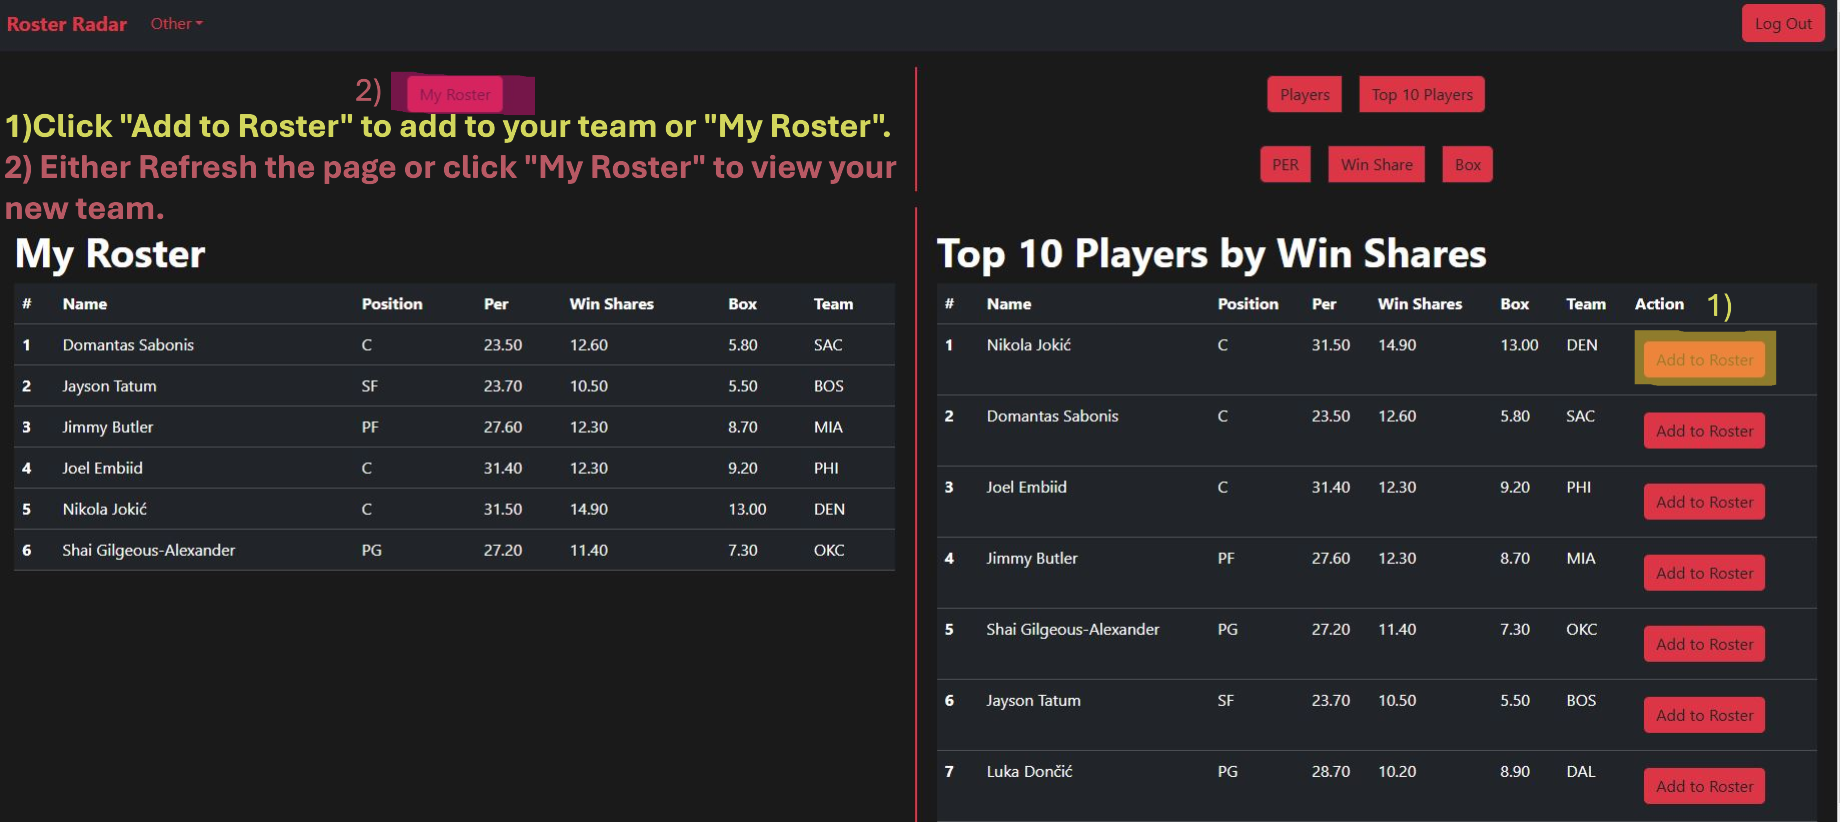 Roster Radar Other Log Out
2) My Roster
1)Click "Add to Roster" to add to your team or "My Roster".
2) Either Refresh the page or click "My Roster" to view your
new team.
My Roster
# Name Position Per Win Shares Box Team
1 Domantas Sabonis C 23.50 12.60 5.80 SAC
2 Jayson Tatum SF 23.70 10.50 5.50 BOS
3 Jimmy Butler PF 27.60 12.30 8.70 MIA
4 Joel Embiid C 31.40 12.30 9.20 PHI
5 Nikola Jokić C 31.50 14.90 13.00 DEN
6 Shai Gilgeous-Alexander PG 27.20 11.40 7.30 OKC
Players Top 10 Players
PER Win Share Box
Top 10 Players by Win Shares
# Name Position Per Win Shares Box Team Action 1)
1 Nikola Jokić C 31.50 14.90 13.00 DEN Add to Roster
2 Domantas Sabonis C 23.50 12.60 5.80 SAC Add to Roster
3 Joel Embiid C 31.40 12.30 9.20 PHI Add to Roster
4 Jimmy Butler PF 27.60 12.30 8.70 MIA Add to Roster
5 Shai Gilgeous-Alexander PG 27.20 11.40 7.30 OKC Add to Roster
6 Jayson Tatum SF 23.70 10.50 5.50 BOS Add to Roster
7 Luka Dončić PG 28.70 10.20 8.90 DAL Add to Roster